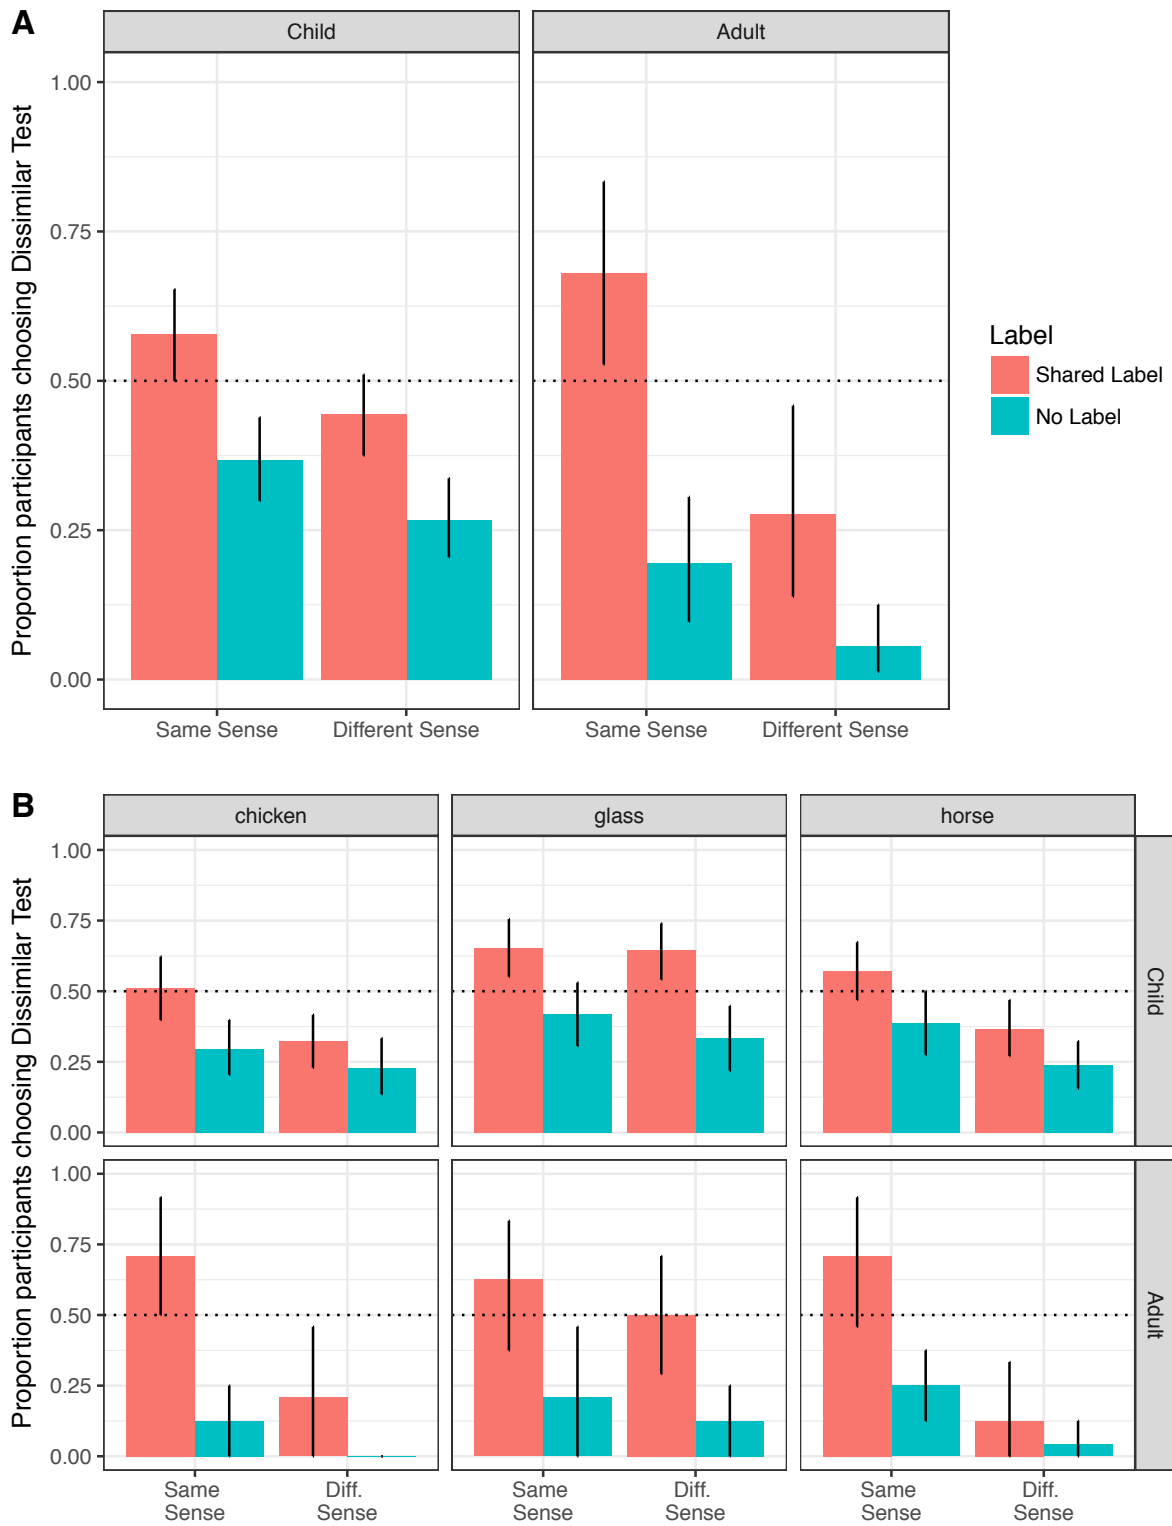 A
Child
Adult
Proportion participants choosing Dissimilar Test
1.00
0.75
0.50
0.25
0.00
Same Sense
Different Sense
Same Sense
Different Sense
Label
Shared Label
No Label
B
chicken
glass
horse
Proportion participants choosing Dissimilar Test
1.00
0.75
0.50
0.25
0.00
Child
1.00
0.75
0.50
0.25
0.00
Adult
Same
Sense
Diff.
Sense
Same
Sense
Diff.
Sense
Same
Sense
Diff.
Sense